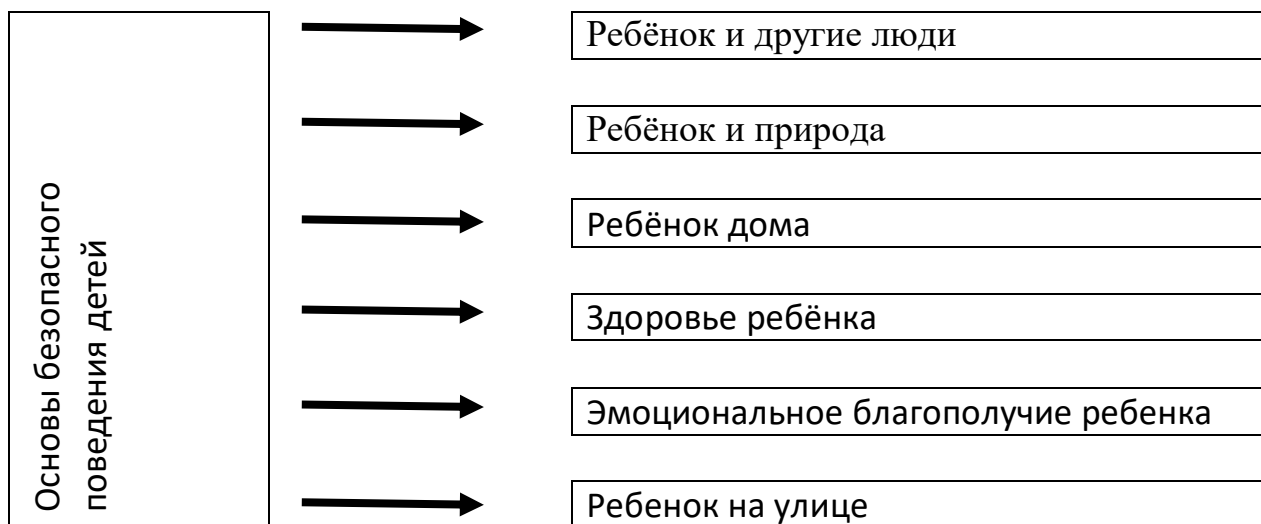 Основы безопасного
поведения детей
Ребёнок и другие люди
Ребёнок и природа
Ребёнок дома
Здоровье ребёнка
Эмоциональное благополучие ребенка
Ребенок на улице